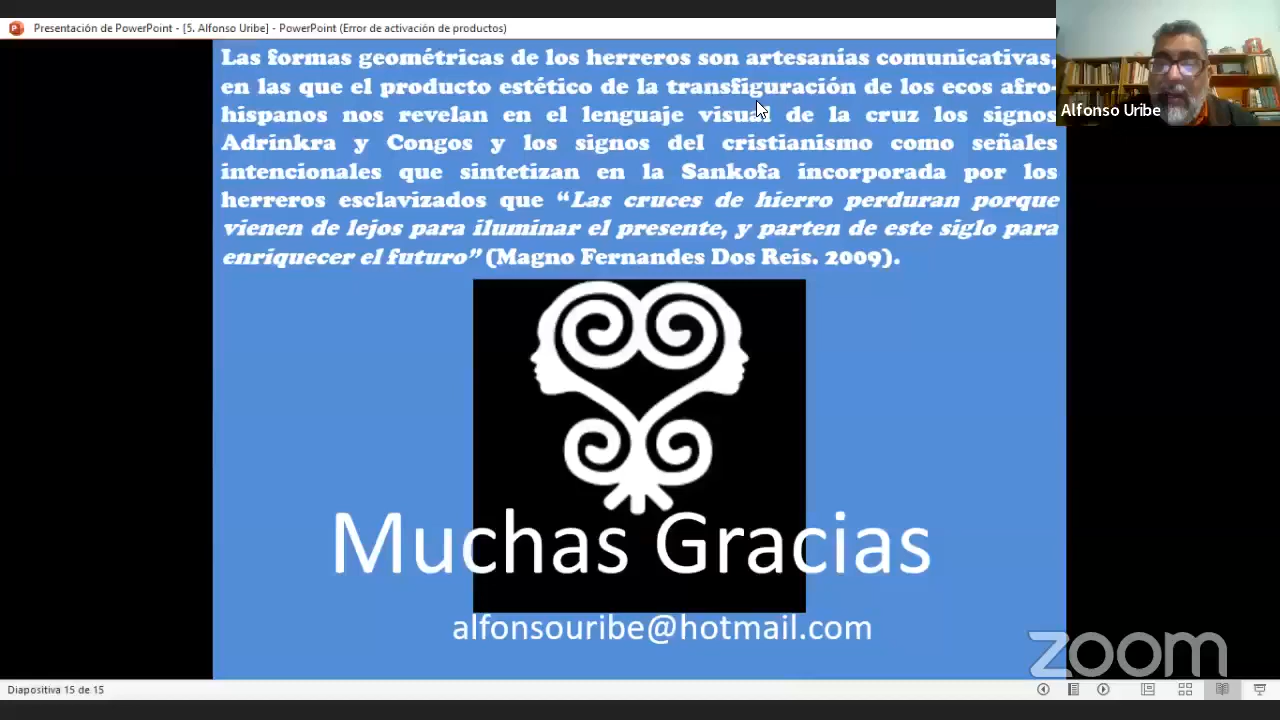 Presentación de PowerPoint - [5. Alfonso Uribe] - PowerPoint (Error de activación de productos)
Las formas geométricas de los herreros son artesanías comunicativas,
en las que el producto estético de la transfiguración de los ecos afro-
hispanos nos revelan en el lenguaje visual de la cruz los signos
Adrinkra y Congos y los signos del cristianismo como señales
intencionales que sintetizan en la Sankofa incorporada por los
herreros esclavizados que “Las cruces de hierro perduran porque
vienen de lejos para iluminar el presente, y parten de este siglo para
enriquecer el futuro” (Magno Fernandes Dos Reis. 2009).
Alfonso Uribe
Muchas Gracias
alfonsouribe@hotmail.com
zoom
Diapositiva 15 de 15